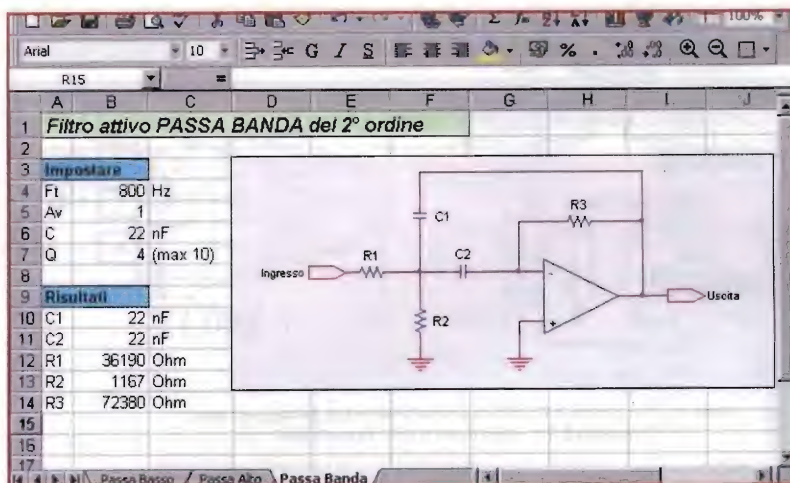 100%
Arial 10 G I S %
R15 =
A B C D E F G H I J
1 Filtro attivo PASSA BANDA del 2° ordine
2
3 Impostare
4 Ft 800 Hz
5 Av 1
6 C 22 nF
7 Q 4 (max 10)
8
9 Risultati
10 C1 22 nF
11 C2 22 nF
12 R1 36190 Ohm
13 R2 1167 Ohm
14 R3 72380 Ohm
15
16
17
C1
R3
R1 C2
Ingresso
-
Uscita
R2
+
Passa Basso / Passa Alto \ Passa Banda /